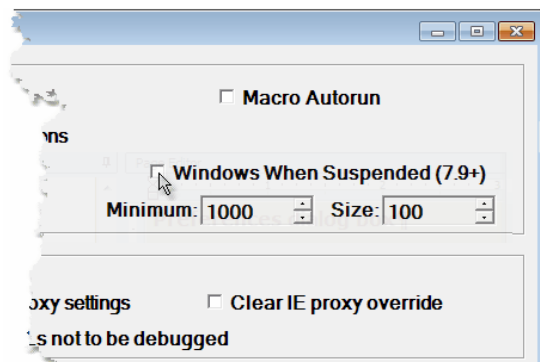 Macro Autorun
ons
Windows When Suspended (7.9+)
Minimum: 1000 Size: 100
oxy settings Clear IE proxy override
s not to be debugged